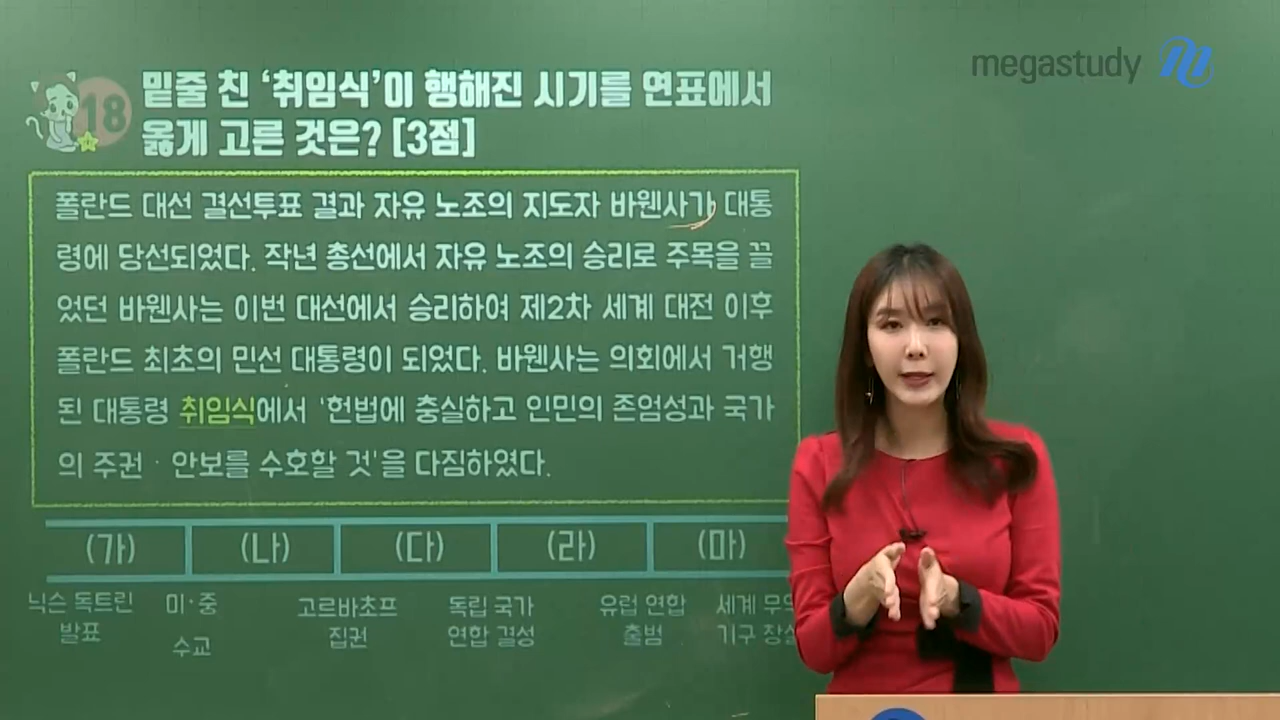 megastudy
18
밑줄 친 ‘취임식’이 행해진 시기를 연표에서
옳게 고른 것은? [3점]
폴란드 대선 결선투표 결과 자유 노조의 지도자 바웬사가 대통
령에 당선되었다. 작년 총선에서 자유 노조의 승리로 주목을 끌
었던 바웬사는 이번 대선에서 승리하여 제2차 세계 대전 이후
폴란드 최초의 민선 대통령이 되었다. 바웬사는 의회에서 거행
된 대통령 취임식에서 '헌법에 충실하고 인민의 존엄성과 국가
의 주권 · 안보를 수호할 것'을 다짐하였다.
(가) (나) (다) (라) (마)
닉슨 독트린 미·중 고르바초프 독립 국가 유럽 연합 세계
발표 수교 집권 연합 결성 출범 기구